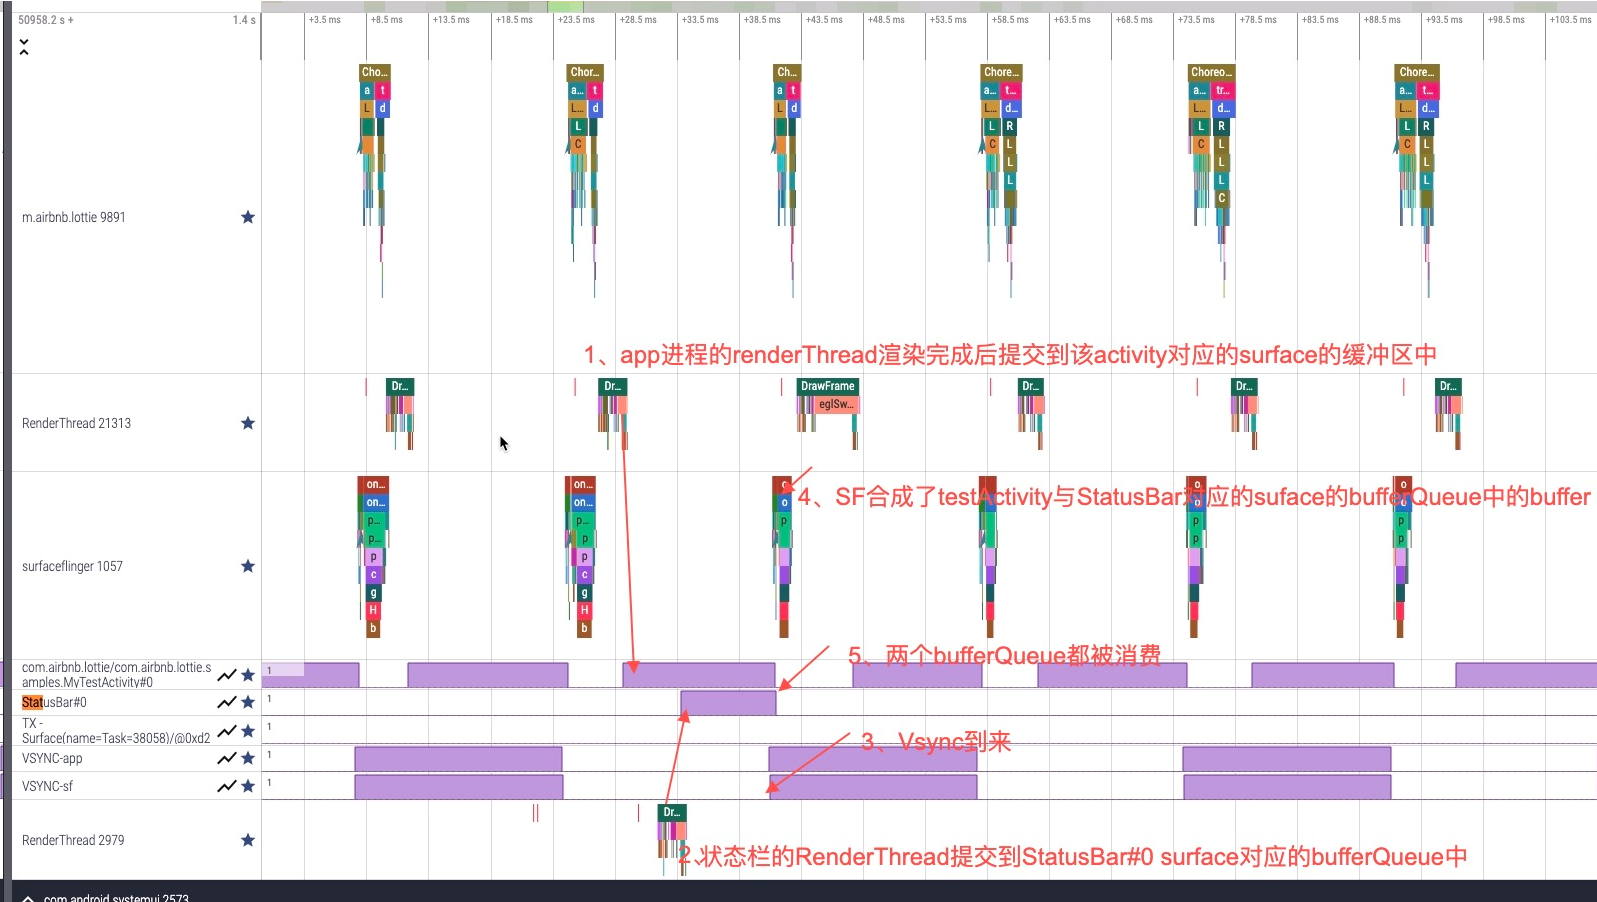 50958.2 s + 1.4 s
+3.5 ms +8.5 ms +13.5 ms +18.5 ms +23.5 ms +28.5 ms +33.5 ms +38.5 ms +43.5 ms +48.5 ms +53.5 ms +58.5 ms +63.5 ms +68.5 ms +73.5 ms +78.5 ms +83.5 ms +88.5 ms +93.5 ms +98.5 ms +103.5 ms
Cho... Chor... Ch... Chore... Choreo... Chore...
a t a... t a t a... t... a... tr... a... t...
L d L... d L d L... d... L... d... L... d...
L L R L R L R
C C L C L C L
L L L
L L L
C
m.airbnb.lottie 9891
1、app进程的renderThread渲染完成后提交到该activity对应的surface的缓冲区中
Dr... Dr... DrawFrame Dr... Dr... Dr...
eglSw...
RenderThread 21313
on... on... o o o
on... on... o o o
4、SF合成了testActivity与StatusBar对应的suface的bufferQueue中的buffer
p... p... p p p
p... p p p
p p
c c
g g
H H
b b
surfaceflinger 1057
5、两个bufferQueue都被消费
com.airbnb.lottie/com.airbnb.lottie.s
amples.MyTestActivity#0
1
StatusBar#0 1
TX -
Surface(name=Task=38058)/@0xd2
1
3、Vsync到来
VSYNC-app 1
VSYNC-sf 1
Dr...
RenderThread 2979
2、状态栏的RenderThread提交到StatusBar#0 surface对应的bufferQueue中
com.android.systemui 2573